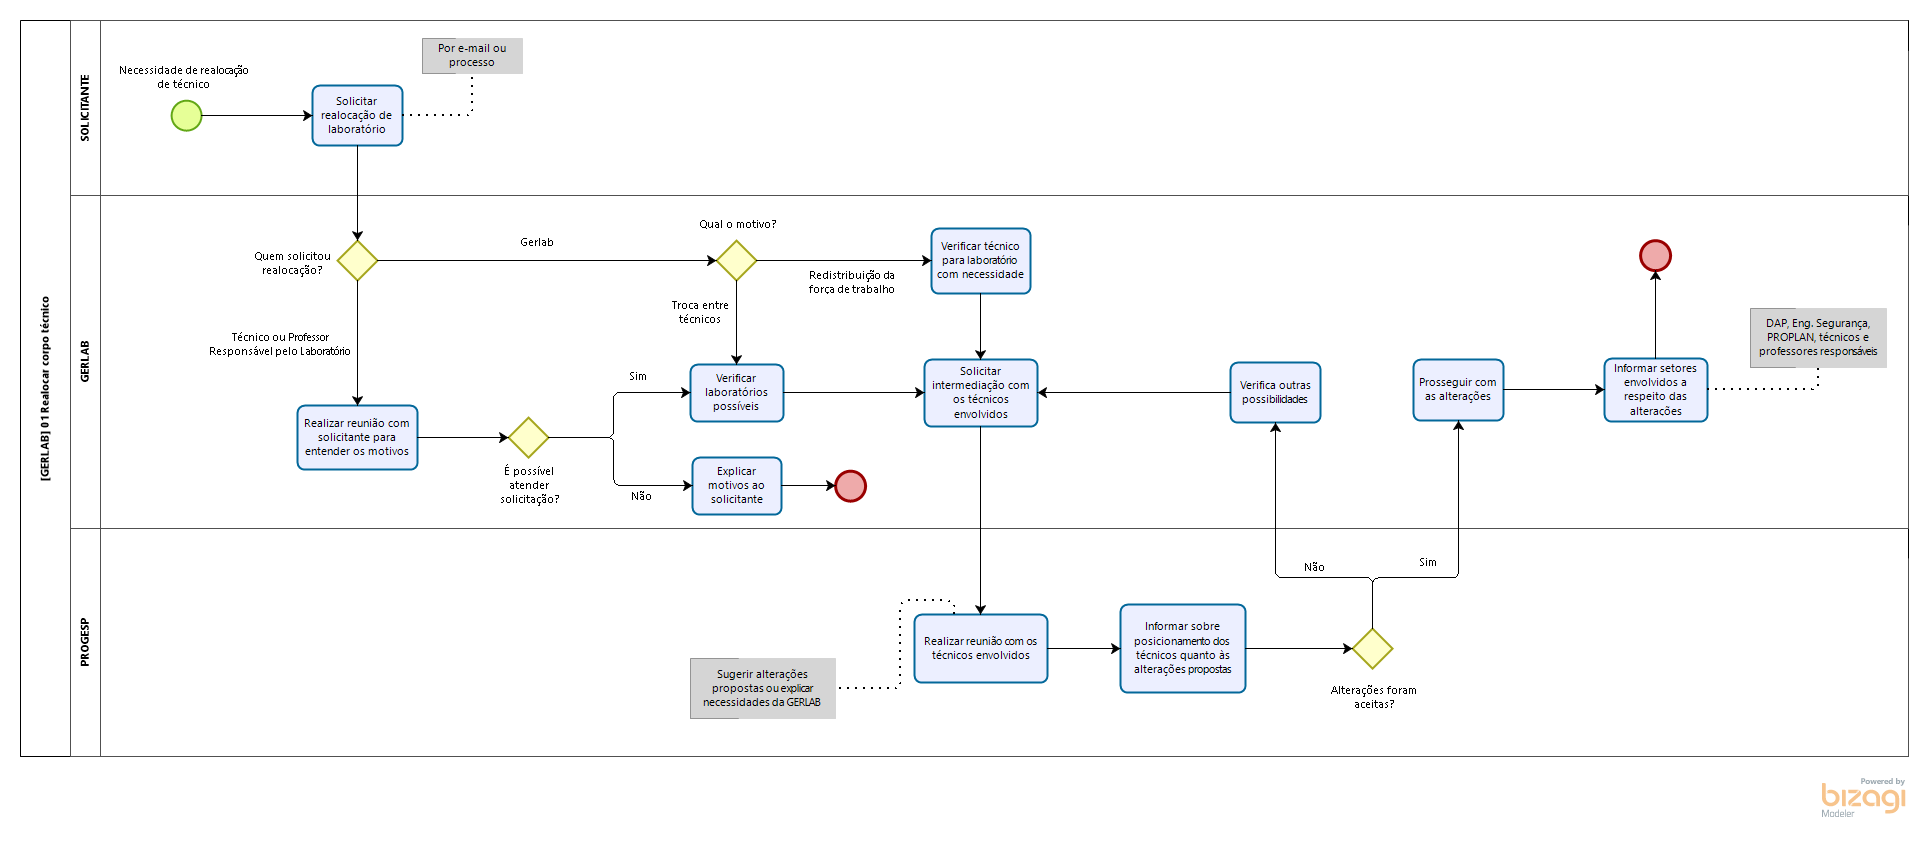 [GERLAB] 01 Realocar corpo técnico
SOLICITANTE
Necessidade de realocação
de técnico
Solicitar
realocação de
laboratório
Por e-mail ou
processo
GERLAB
Quem solicitou
realocação?
Gerlab
Qual o motivo?
Redistribuição da
força de trabalho
Verificar técnico
para laboratório
com necessidade
Troca entre
técnicos
Técnico ou Professor
Responsável pelo Laboratório
Realizar reunião com
solicitante para
entender os motivos
É possível
atender
solicitação?
Sim
Não
Verificar
laboratórios
possíveis
Explicar
motivos ao
solicitante
Solicitar
intermediação com
os técnicos
envolvidos
Verifica outras
possibilidades
Prosseguir com
as alterações
Informar setores
envolvidos a
respeito das
alterações
DAP, Eng. Segurança,
PROPLAN, técnicos e
professores responsáveis
PROGESP
Sugerir alterações
propostas ou explicar
necessidades da GERLAB
Realizar reunião com os
técnicos envolvidos
Informar sobre
posicionamento dos
técnicos quanto às
alterações propostas
Não
Sim
Alterações foram
aceitas?
Powered by
bizagi
Modeler